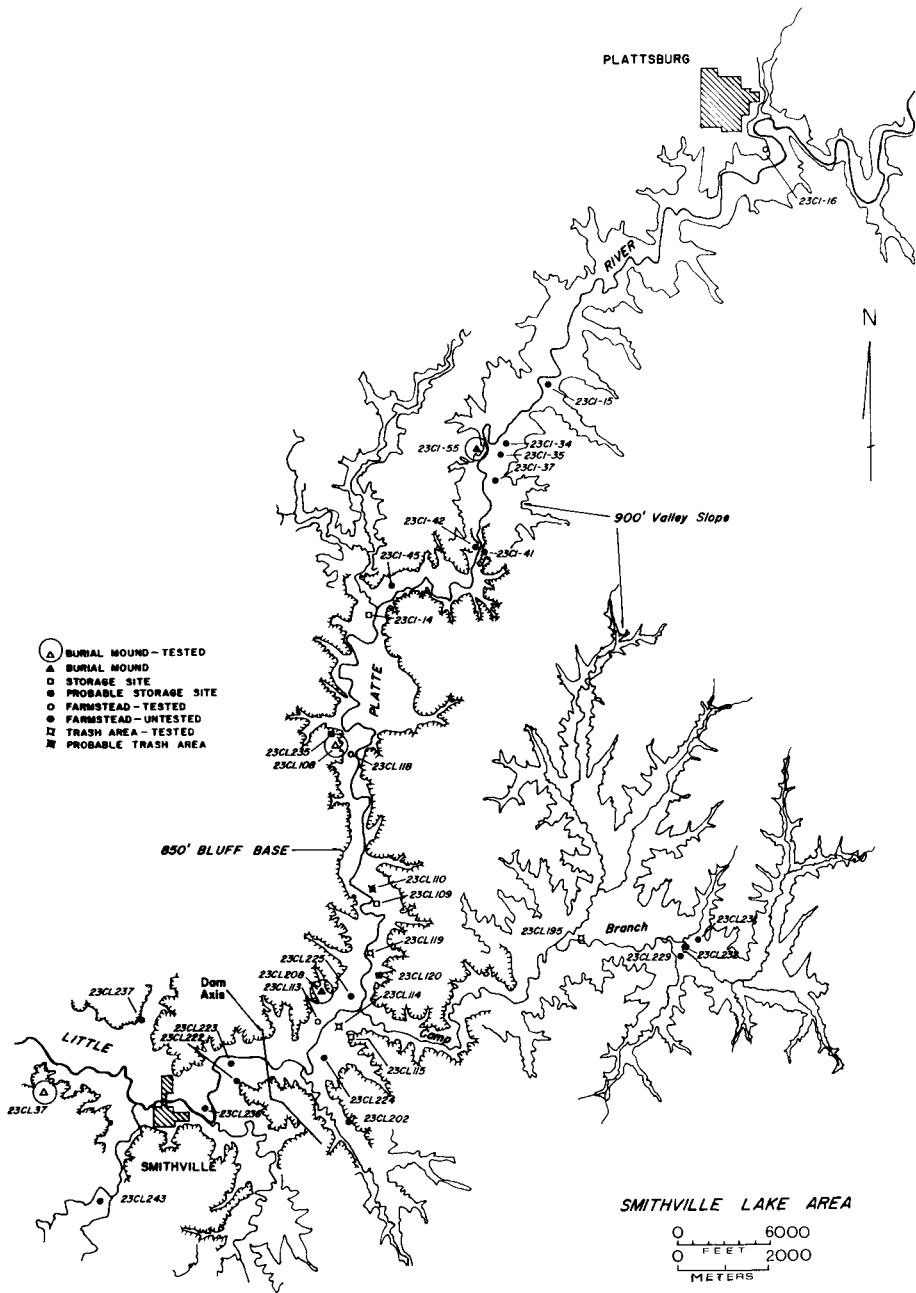 PLATTSBURG
23CI-16
RIVER
N
23CI-15
23CI-55
23CI-34
23CI-35
23CI-37
900' Valley Slope
23CI-42
23CI-41
23CI-45
23CI-14
BURIAL MOUND-TESTED
BURIAL MOUND
STORAGE SITE
PROBABLE STORAGE SITE
FARMSTEAD-TESTED
FARMSTEAD-UNTESTED
TRASH AREA-TESTED
PROBABLE TRASH AREA
PLATTE
23CL235
23CL108
23CL118
850' BLUFF BASE
23CL110
23CL109
23CL195
Branch
23CL229
23CL238
23CL119
23CL225
23CL208
23CL113
23CL120
23CL114
Dam
Axis
23CL237
LITTLE
23CL223
23CL222
Camp
23CL115
23CL224
23CL202
23CL37
23CL236
SMITHVILLE
23CL243
SMITHVILLE LAKE AREA
0 6000
FEET
0 2000
METERS